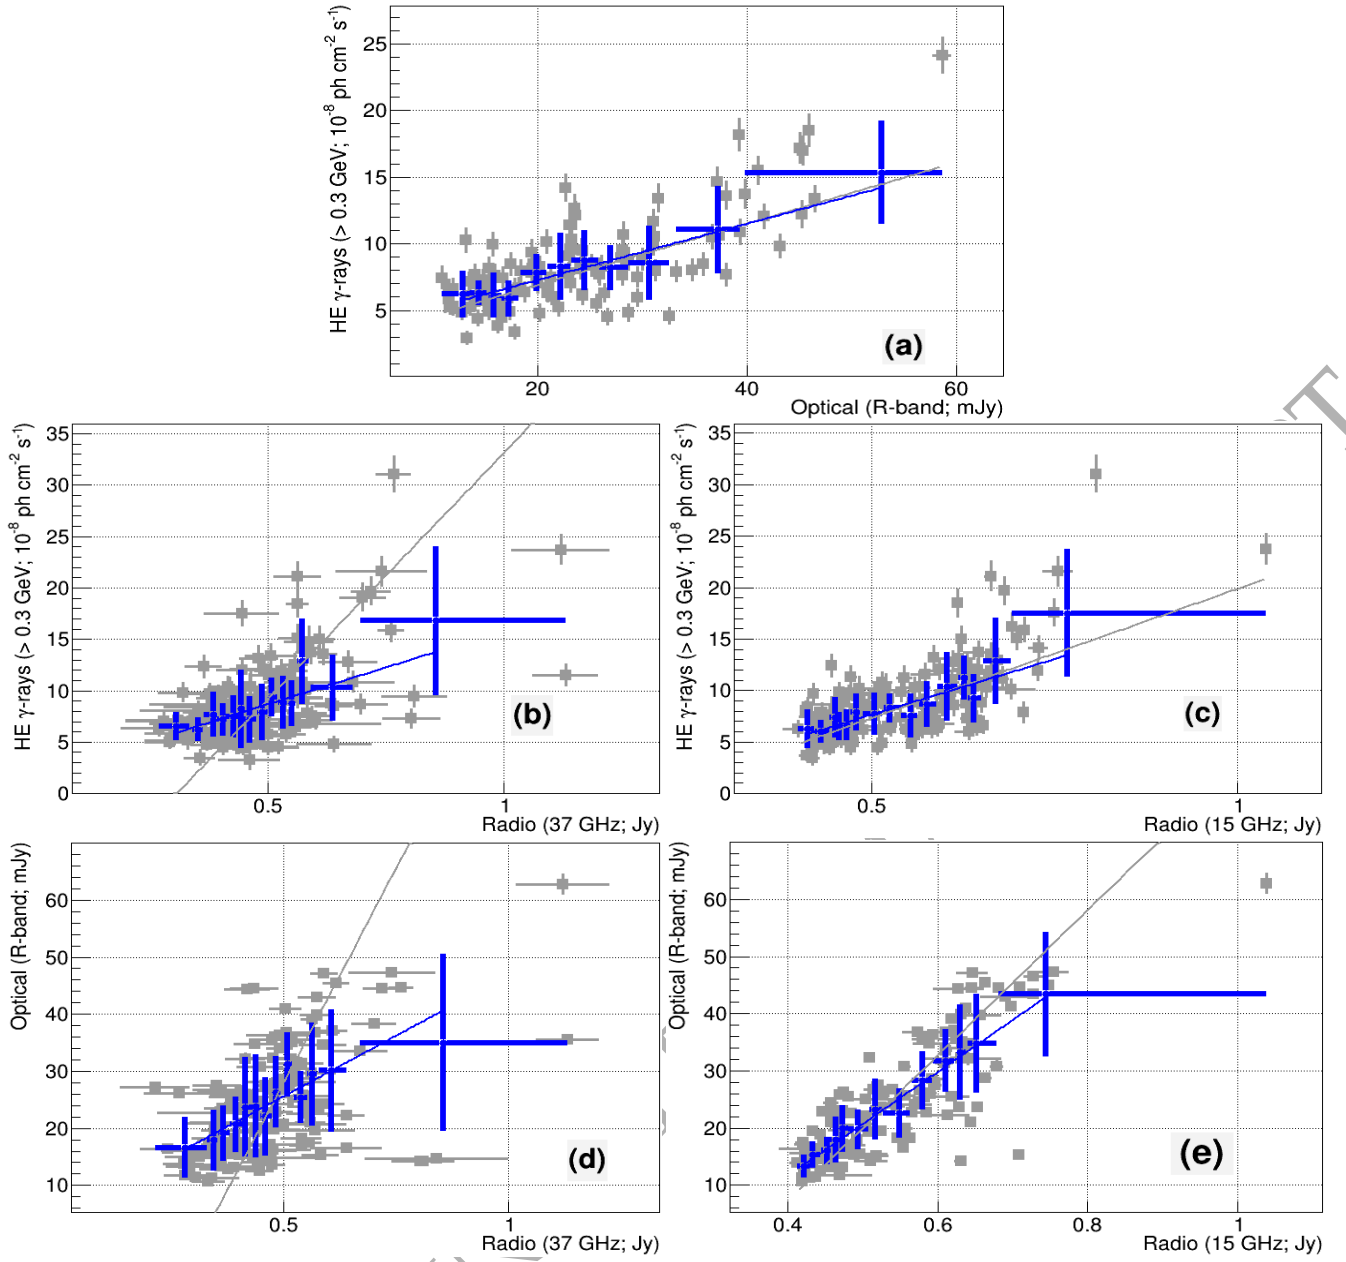 HE γ-rays (> 0.3 GeV; 10-8 ph cm-2 s-1)
25
20
15
10
5
(a)
20 40 60
Optical (R-band; mJy)
HE γ-rays (> 0.3 GeV; 10-8 ph cm-2 s-1)
35
30
25
20
15
10
5
0
(b)
0.5 1
Radio (37 GHz; Jy)
HE γ-rays (> 0.3 GeV; 10-8 ph cm-2 s-1)
35
30
25
20
15
10
5
0
(c)
0.5 1
Radio (15 GHz; Jy)
Optical (R-band; mJy)
60
50
40
30
20
10
(d)
0.5 1
Radio (37 GHz; Jy)
Optical (R-band; mJy)
60
50
40
30
20
10
(e)
0.4 0.6 0.8 1
Radio (15 GHz; Jy)
T